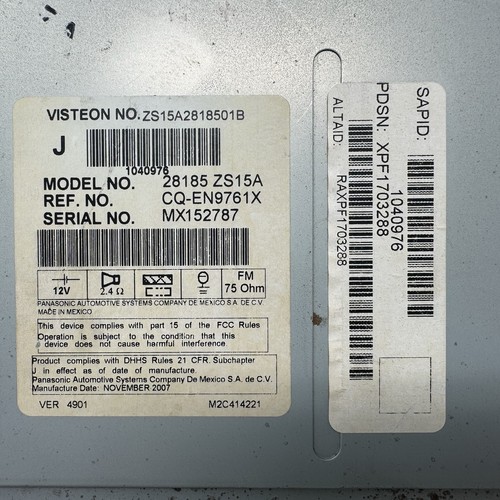 VISTEON NO. ZS15A2818501B
J
1040976
MODEL NO. 28185 ZS15A
REF. NO. CQ-EN9761X
SERIAL NO. MX152787
12V
2.4 Ω
FM
75 Ohm
PANASONIC AUTOMOTIVE SYSTEMS COMPANY DE MEXICO S.A. DE C.V.
MADE IN MEXICO
This device complies with part 15 of the FCC Rules
Operation is subject to the condition that this
device does not cause harmful interference.
Product complies with DHHS Rules 21 CFR. Subchapter
J in effect as of date of manufacture.
Panasonic Automotive Systems Company De Mexico S.A. de C.V.
Manufacture Date: NOVEMBER 2007
VER 4901
M2C414221
SAPID:
1040976
PDSN: XPF1703288
ALTAID:
RAXPF1703288